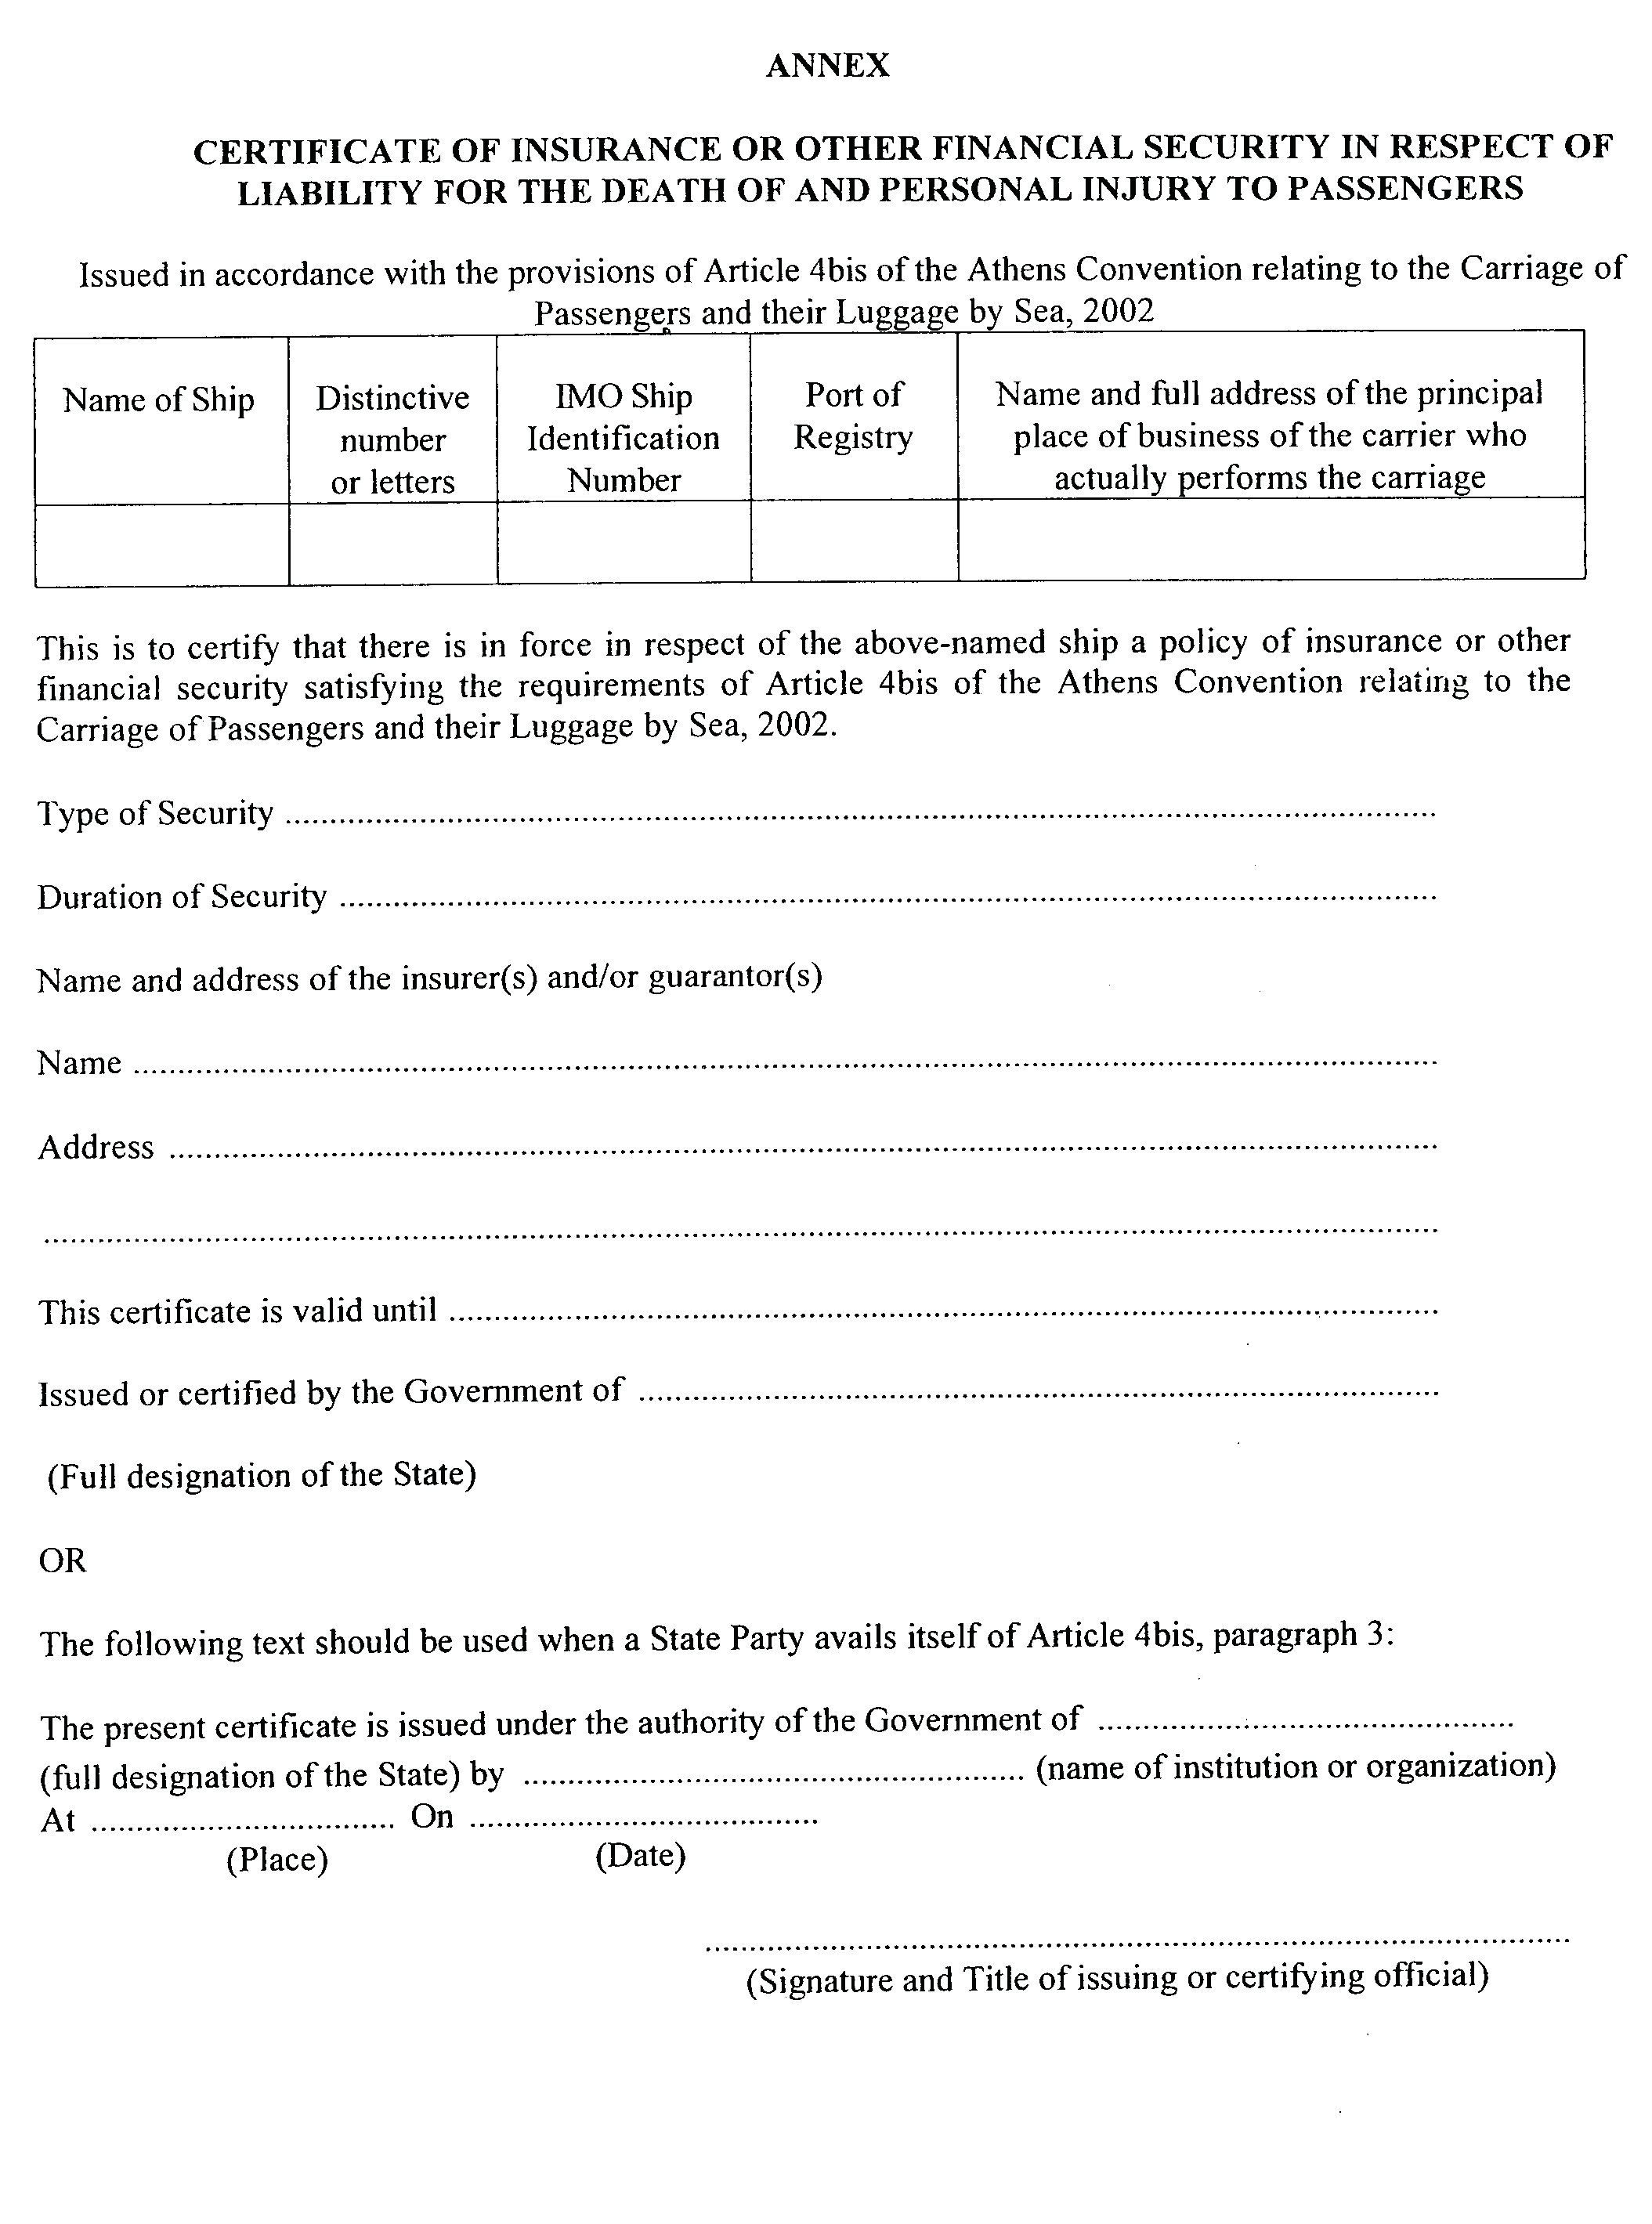 ANNEX
CERTIFICATE OF INSURANCE OR OTHER FINANCIAL SECURITY IN RESPECT OF
LIABILITY FOR THE DEATH OF AND PERSONAL INJURY TO PASSENGERS
Issued in accordance with the provisions of Article 4bis of the Athens Convention relating to the Carriage of
Passengers and their Luggage by Sea, 2002
Name of Ship
Distinctive
number
or letters
IMO Ship
Identification
Number
Port of
Registry
Name and full address of the principal
place of business of the carrier who
actually performs the carriage
This is to certify that there is in force in respect of the above-named ship a policy of insurance or other
financial security satisfying the requirements of Article 4bis of the Athens Convention relating to the
Carriage of Passengers and their Luggage by Sea, 2002.
Type of Security ........................................
Duration of Security ........................................
Name and address of the insurer(s) and/or guarantor(s)
Name ........................................
Address ........................................
........................................
This certificate is valid until ........................................
Issued or certified by the Government of ........................................
(Full designation of the State)
OR
The following text should be used when a State Party avails itself of Article 4bis, paragraph 3:
The present certificate is issued under the authority of the Government of ........................................
(full designation of the State) by ........................................ (name of institution or organization)
At .............................. On ..............................
(Place) (Date)
........................................
(Signature and Title of issuing or certifying official)